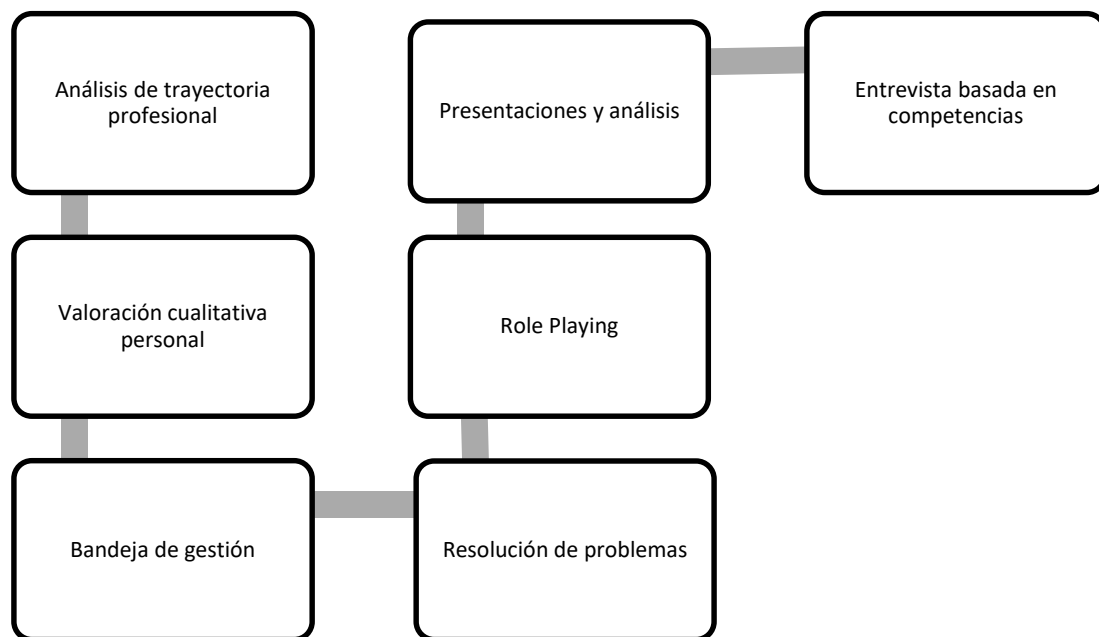 Análisis de trayectoria
profesional
Valoración cualitativa
personal
Bandeja de gestión
Resolución de problemas
Role Playing
Presentaciones y análisis
Entrevista basada en
competencias